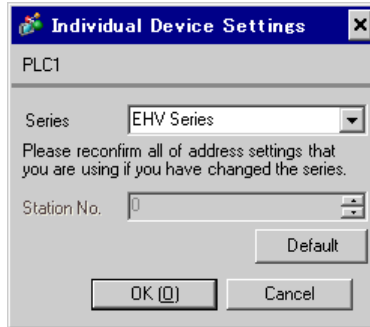 Individual Device Settings
PLC1
Series EHV Series
Please reconfirm all of address settings that
you are using if you have changed the series.
Station No. 0
Default
OK (O) Cancel